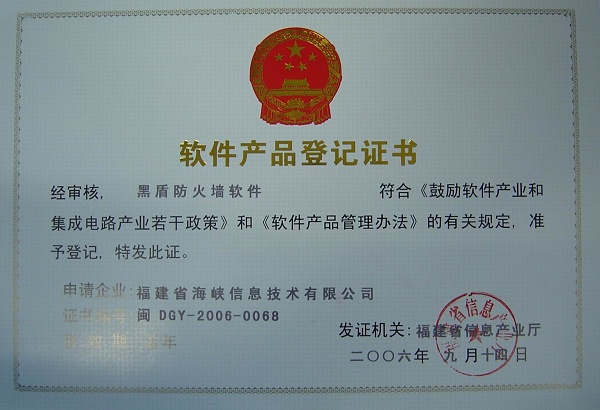 软件产品登记证书
经审核， 黑盾防火墙软件 符合《鼓励软件产业和
集成电路产业若干政策》和《软件产品管理办法》的有关规定，准
予登记，特发此证。
申请企业：福建省海峡信息技术有限公司
证书编号：闽 DGY-2006-0068
有效期：五年
发证机关：福建省信息产业厅
二〇〇六年 九 月十四日